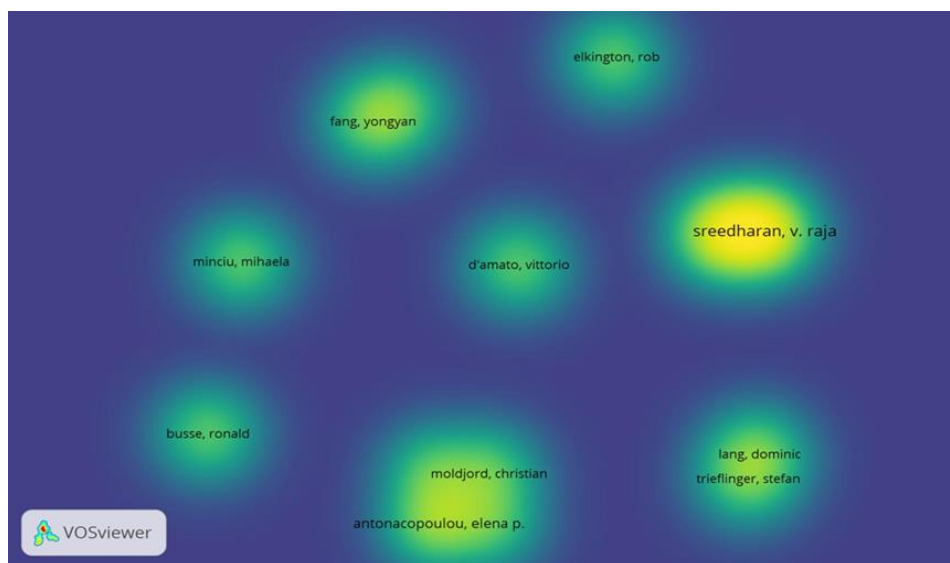 elkington, rob
fang, yongyan
sreedharan, v. raja
minciu, mihaela
d'amato, vittorio
busse, ronald
lang, dominic
moldjord, christian
trieflinger, stefan
antonacopoulou, elena p.
VOSviewer